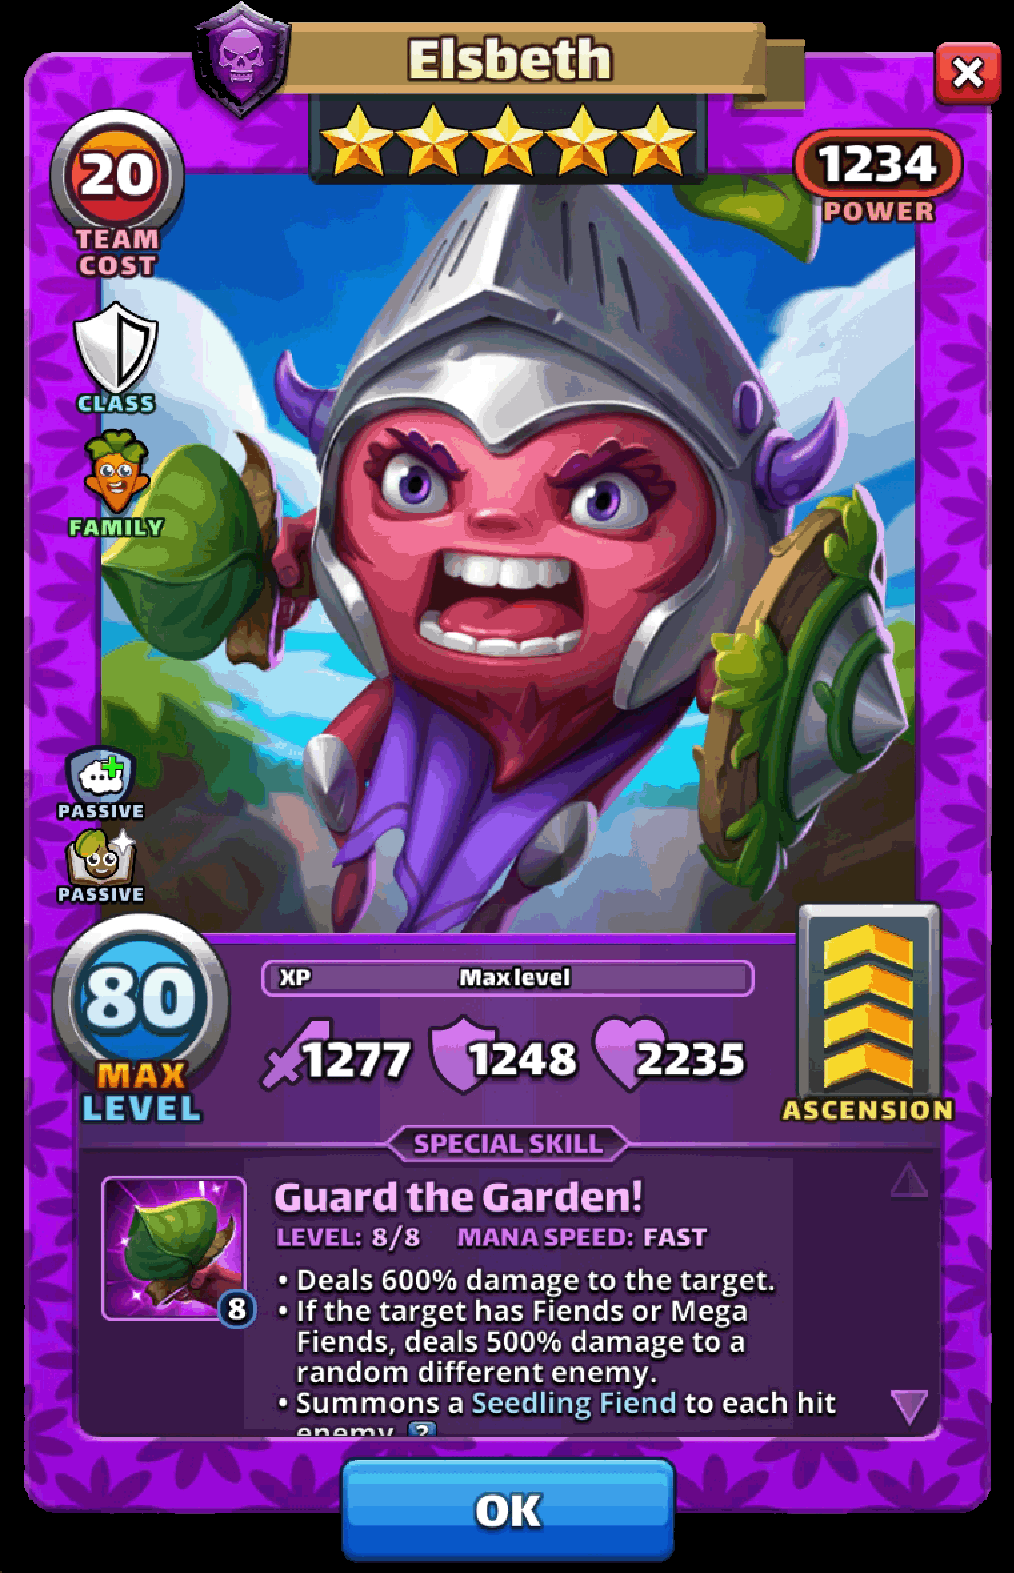 Elsbeth
20
TEAM
COST
1234
POWER
CLASS
FAMILY
PASSIVE
PASSIVE
80
MAX
LEVEL
XP Max level
1277 1248 2235
ASCENSION
SPECIAL SKILL
Guard the Garden!
LEVEL: 8/8 MANA SPEED: FAST
8
• Deals 600% damage to the target.
• If the target has Fiends or Mega
Fiends, deals 500% damage to a
random different enemy.
• Summons a Seedling Fiend to each hit
enemy. ?
OK